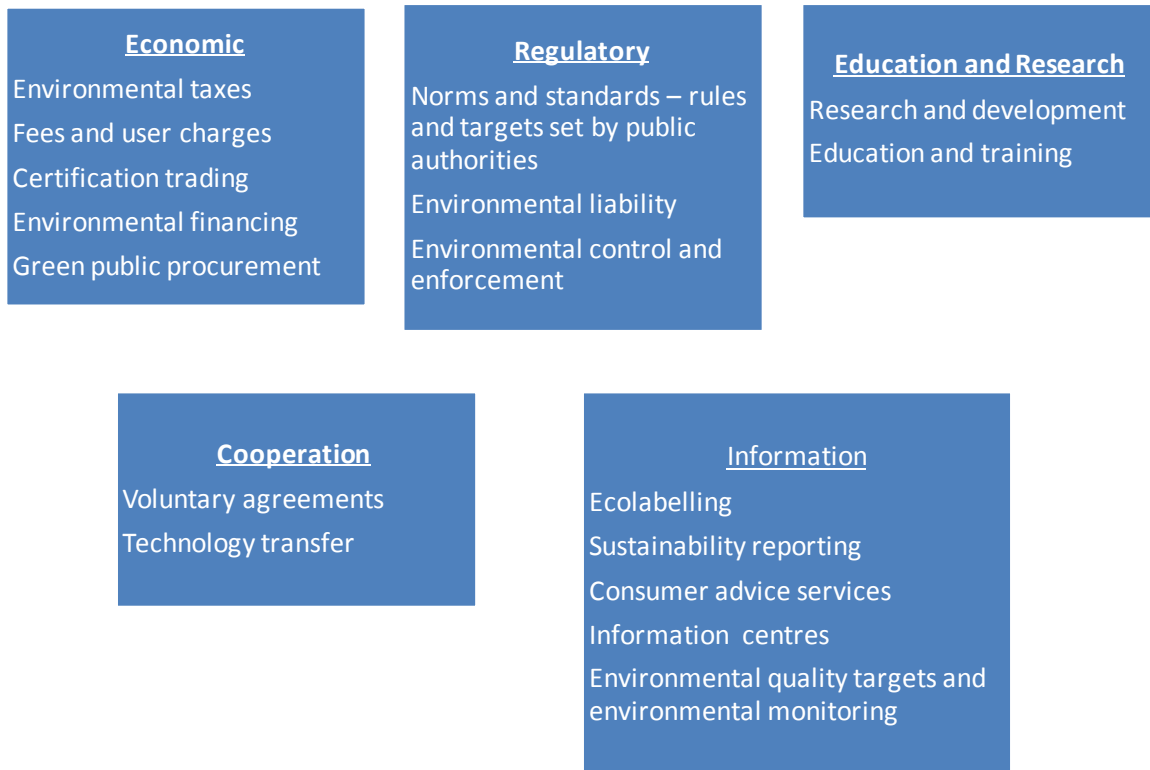 Economic
Environmental taxes
Fees and user charges
Certification trading
Environmental financing
Green public procurement
Regulatory
Norms and standards – rules
and targets set by public
authorities
Environmental liability
Environmental control and
enforcement
Education and Research
Research and development
Education and training
Cooperation
Voluntary agreements
Technology transfer
Information
Ecolabelling
Sustainability reporting
Consumer advice services
Information centres
Environmental quality targets and
environmental monitoring